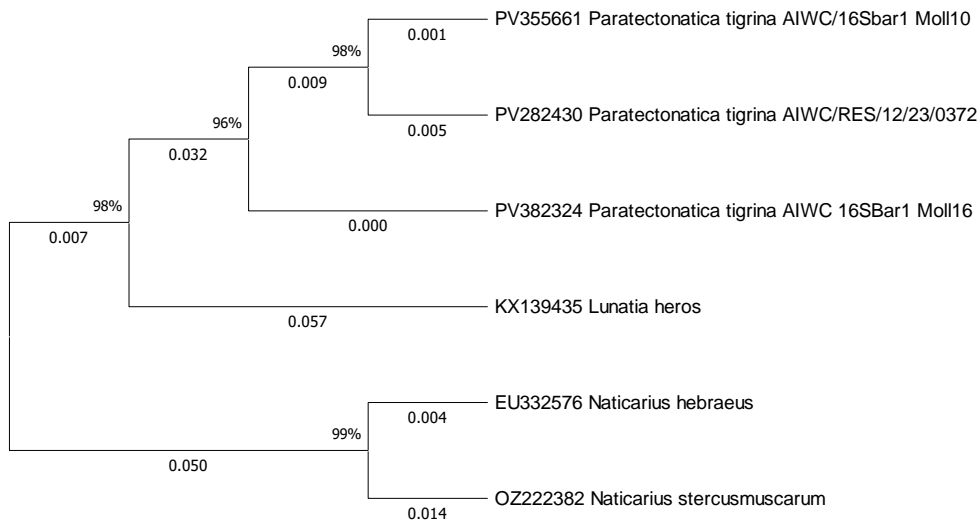 PV355661 Paratectonatica tigrina AIWC/16Sbar1 Moll10
0.001
98%
0.009
PV282430 Paratectonatica tigrina AIWC/RES/12/23/0372
0.005
96%
0.032
PV382324 Paratectonatica tigrina AIWC 16SBar1 Moll16
0.000
98%
0.007
KX139435 Lunatia heros
0.057
EU332576 Naticarius hebraeus
0.004
99%
0.050
OZ222382 Naticarius stercusmuscarum
0.014